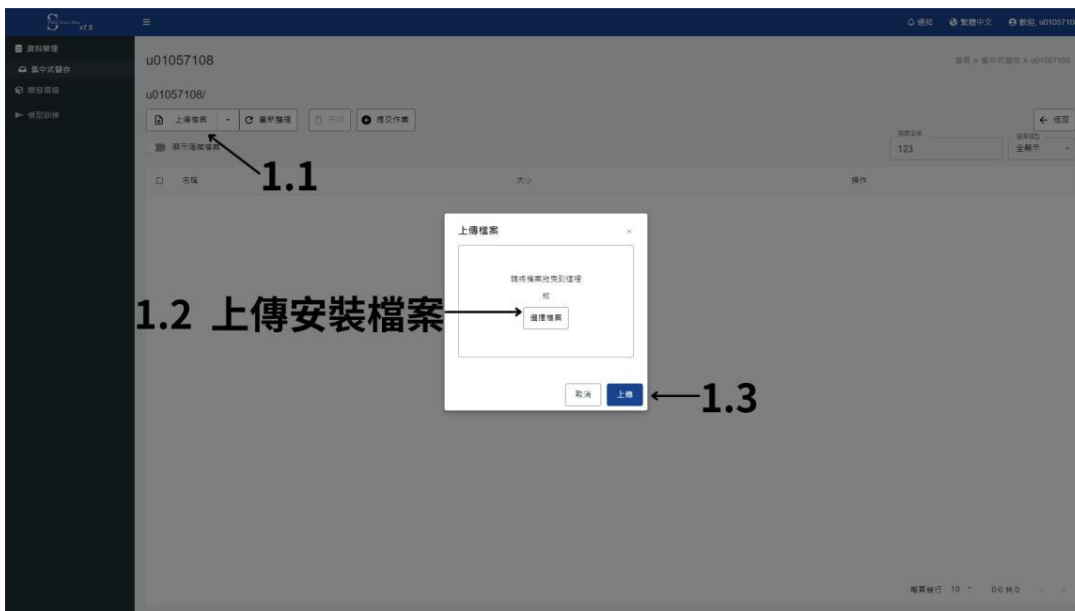 v7.8
通知
繁體中文
歡迎, u0105710
資料管理
集中式儲存
開發環境
模型訓練
u01057108
首頁 > 集中式儲存 > u01057108
u01057108/
上傳檔案
重新整理
刪除
提交作業
返回
顯示隱藏檔案
123
全顯示
1.1
名稱
大小
操作
上傳檔案
×
請將檔案拖曳到這裡
或
選擇檔案
1.2 上傳安裝檔案
取消
上傳
1.3
每頁幾行 10
0-0 共 0